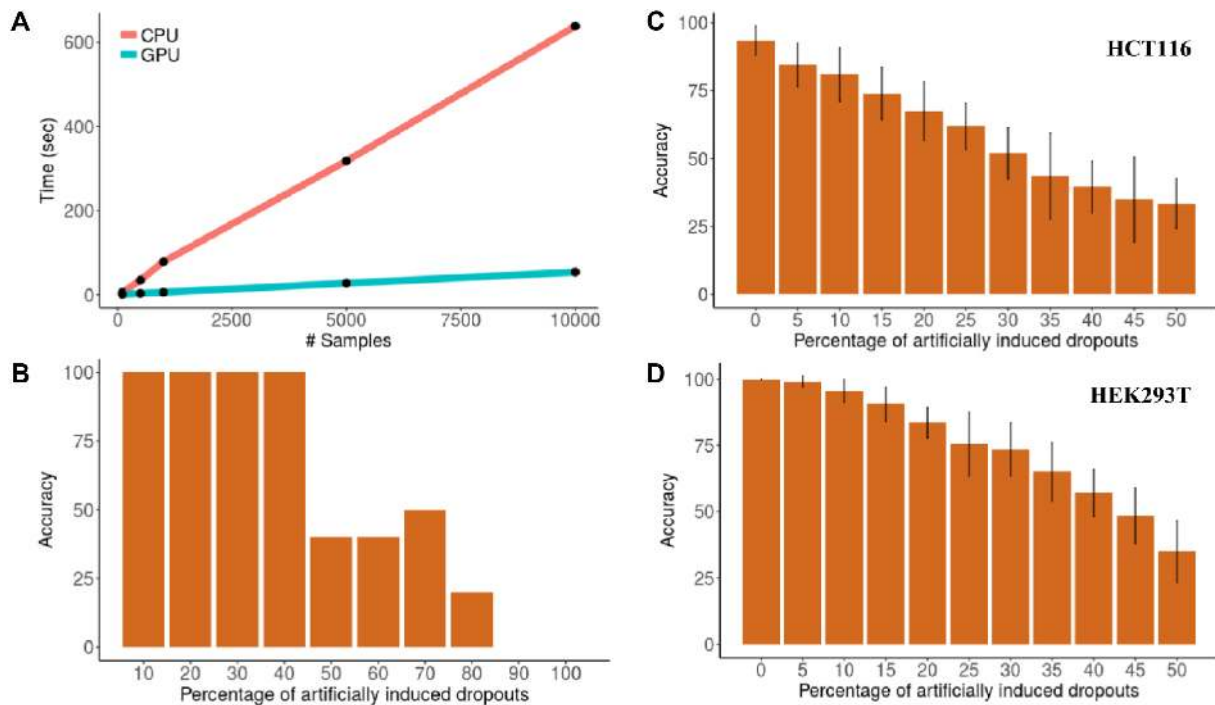 A
CPU
GPU
600
400
200
0
Time (sec)
0 2500 5000 7500 10000
# Samples
B
100
75
50
25
0
Accuracy
10 20 30 40 50 60 70 80 90 100
Percentage of artificially induced dropouts
C
HCT116
100
75
50
25
0
Accuracy
0 5 10 15 20 25 30 35 40 45 50
Percentage of artificially induced dropouts
D
HEK293T
100
75
50
25
0
Accuracy
0 5 10 15 20 25 30 35 40 45 50
Percentage of artificially induced dropouts